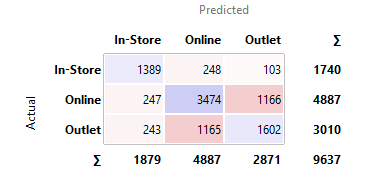 Predicted
In-Store Online Outlet Σ
In-Store 1389 248 103 1740
Actual
Online 247 3474 1166 4887
Outlet 243 1165 1602 3010
Σ 1879 4887 2871 9637